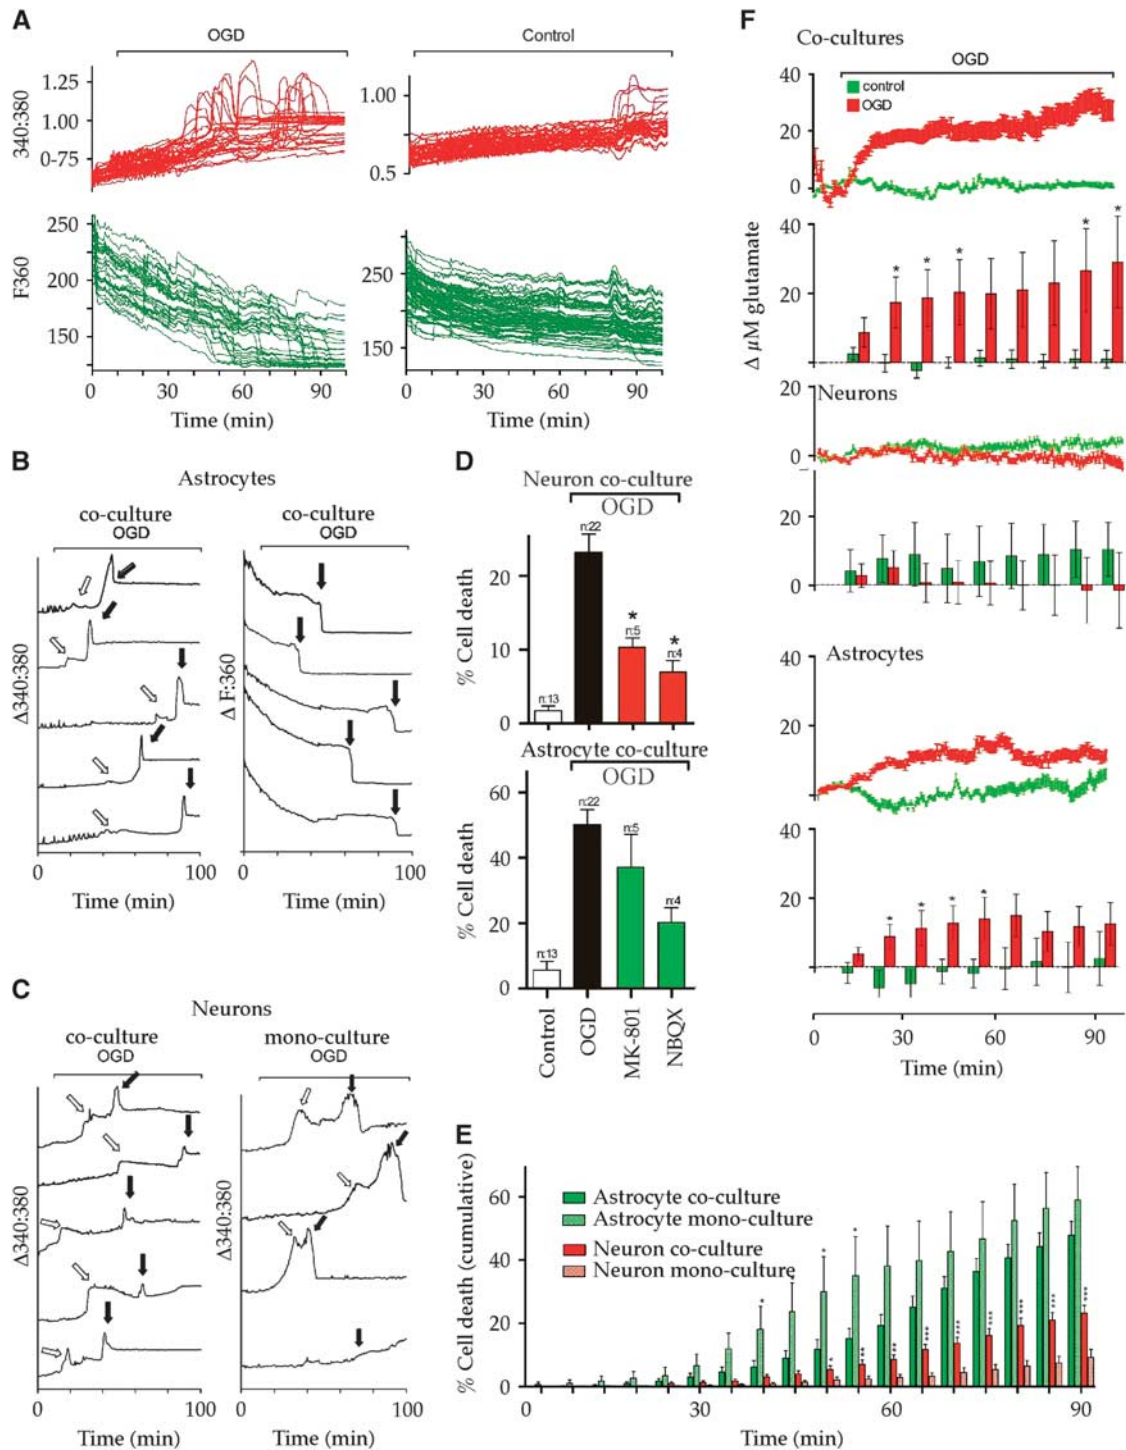 A
OGD
Control
340:380
1.25
1.00
0-75
1.00
0.5
F360
250
200
150
250
150
0 30 60 90
0 30 60 90
Time (min)
Time (min)
B
Astrocytes
co-culture
OGD
co-culture
OGD
Δ340:380
Δ F:360
0 100
0 100
Time (min)
Time (min)
C
Neurons
co-culture
OGD
mono-culture
OGD
Δ340:380
Δ340:380
0 100
0 100
Time (min)
Time (min)
D
Neuron co-culture
OGD
% Cell death
20
10
0
n:13
n:22
*
n:5
*
n:4
Astrocyte co-culture
OGD
% Cell death
60
40
20
0
n:13
n:22
n:5
n:4
Control
OGD
MK-801
NBQX
E
% Cell death (cumulative)
60
40
20
0
Astrocyte co-culture
Astrocyte mono-culture
Neuron co-culture
Neuron mono-culture
* * * *
* ** *** *** *** *** *** *** ***
0 30 60 90
Time (min)
F
Co-cultures
OGD
control
OGD
40
20
0
Δ µM glutamate
40
20
* * * * *
20
Neurons
0
20
0
Astrocytes
40
20
0
40
20
* * * *
0
0 30 60 90
Time (min)